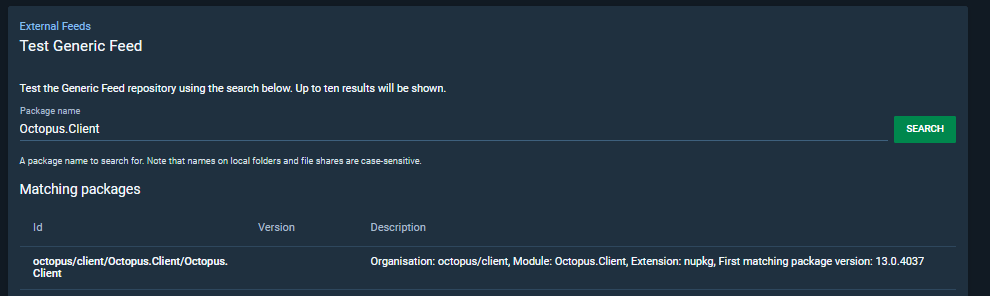 External Feeds
Test Generic Feed
Test the Generic Feed repository using the search below. Up to ten results will be shown.
Package name
Octopus.Client
SEARCH
A package name to search for. Note that names on local folders and file shares are case-sensitive.
Matching packages
Id Version Description
octopus/client/Octopus.Client/Octopus. Organisation: octopus/client, Module: Octopus.Client, Extension: nupkg, First matching package version: 13.0.4037
Client